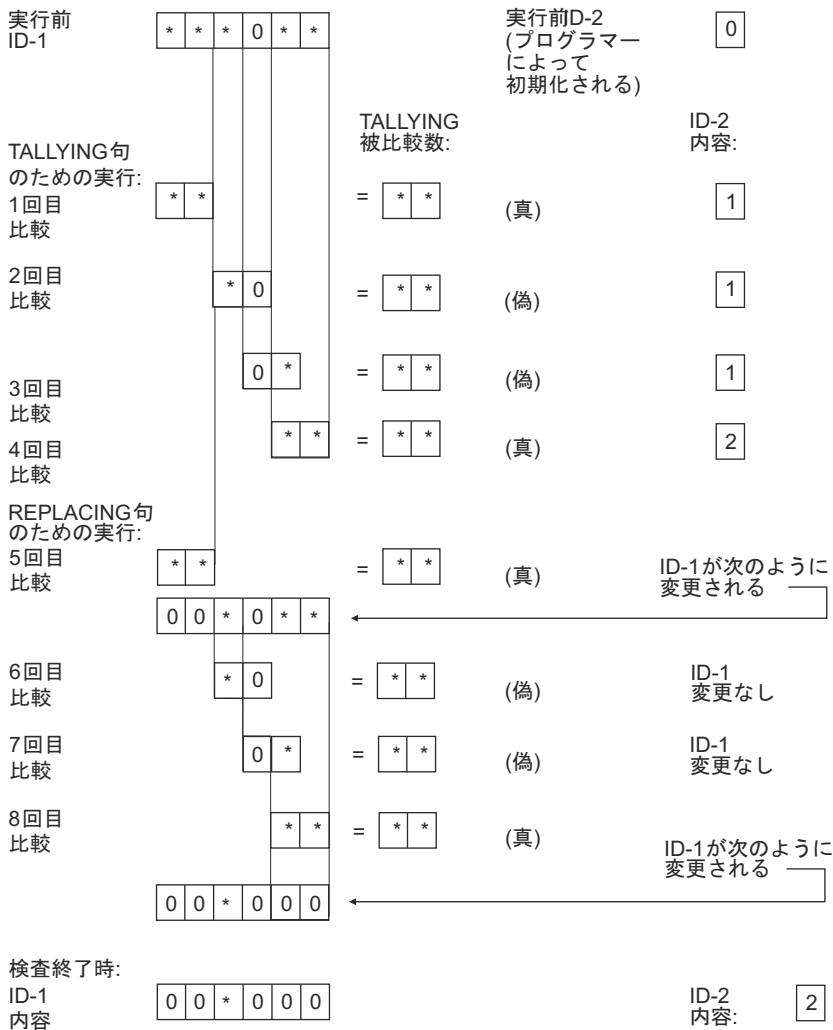 実行前
ID-1
* * * 0 * *
実行前ID-2
(プログラマー
によって
初期化される)
0
TALLYING
被比較数:
ID-2
内容:
TALLYING句
のための実行:
1回目
比較
* *
= * *
(真)
1
2回目
比較
* 0
= * *
(偽)
1
3回目
比較
0 *
= * *
(偽)
1
4回目
比較
* *
= * *
(真)
2
REPLACING句
のための実行:
5回目
比較
* *
= * *
(真)
ID-1が次のように
変更される
0 0 * 0 * *
6回目
比較
* 0
= * *
(偽)
ID-1
変更なし
7回目
比較
0 *
= * *
(偽)
ID-1
変更なし
8回目
比較
* *
= * *
(真)
ID-1が次のように
変更される
0 0 * 0 0 0
検査終了時:
ID-1
内容
0 0 * 0 0 0
ID-2
内容:
2